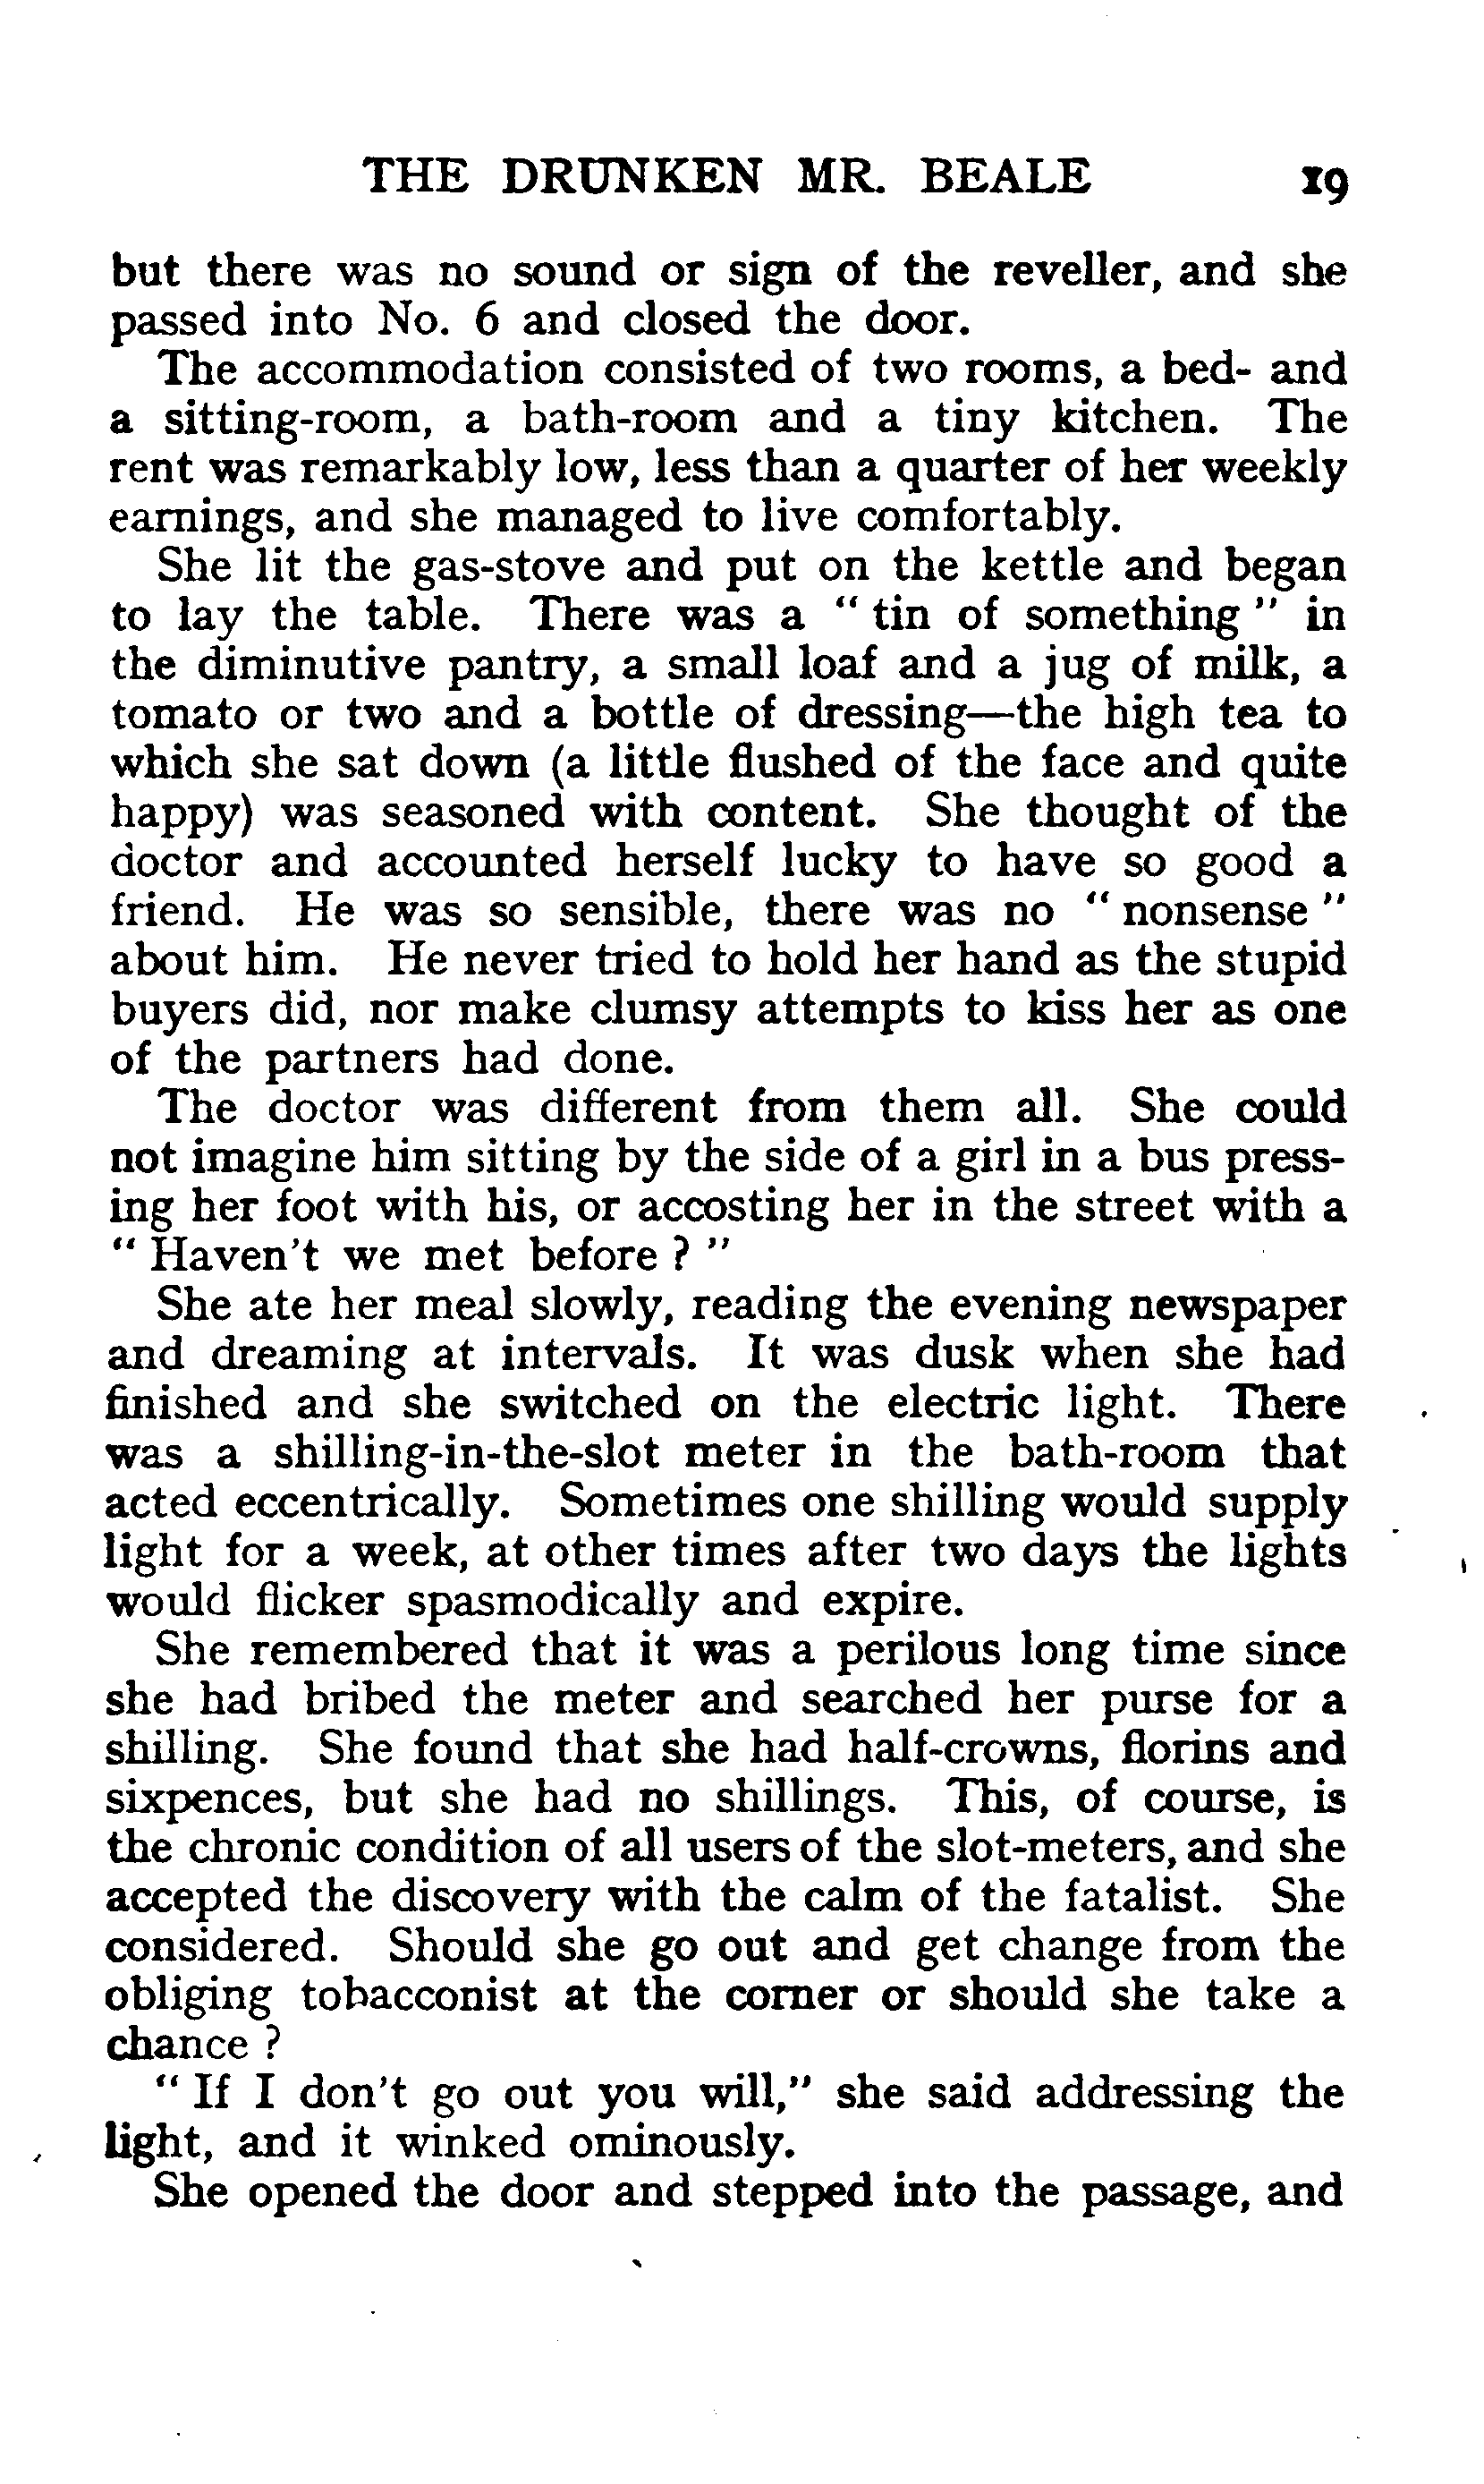 THE DRUNKEN MR. BEALE 19
but there was no sound or sign of the reveller, and she
passed into No. 6 and closed the door.
The accommodation consisted of two rooms, a bed- and
a sitting-room, a bath-room and a tiny kitchen. The
rent was remarkably low, less than a quarter of her weekly
earnings, and she managed to live comfortably.
She lit the gas-stove and put on the kettle and began
to lay the table. There was a " tin of something " in
the diminutive pantry, a small loaf and a jug of milk, a
tomato or two and a bottle of dressing—the high tea to
which she sat down (a little flushed of the face and quite
happy) was seasoned with content. She thought of the
doctor and accounted herself lucky to have so good a
friend. He was so sensible, there was no " nonsense "
about him. He never tried to hold her hand as the stupid
buyers did, nor make clumsy attempts to kiss her as one
of the partners had done.
The doctor was different from them all. She could
not imagine him sitting by the side of a girl in a bus press-
ing her foot with his, or accosting her in the street with a
" Haven't we met before ? "
She ate her meal slowly, reading the evening newspaper
and dreaming at intervals. It was dusk when she had
finished and she switched on the electric light. There
was a shilling-in-the-slot meter in the bath-room that
acted eccentrically. Sometimes one shilling would supply
light for a week, at other times after two days the lights
would flicker spasmodically and expire.
She remembered that it was a perilous long time since
she had bribed the meter and searched her purse for a
shilling. She found that she had half-crowns, florins and
sixpences, but she had no shillings. This, of course, is
the chronic condition of all users of the slot-meters, and she
accepted the discovery with the calm of the fatalist. She
considered. Should she go out and get change from the
obliging tobacconist at the corner or should she take a
chance ?
" If I don't go out you will," she said addressing the
light, and it winked ominously.
She opened the door and stepped into the passage, and